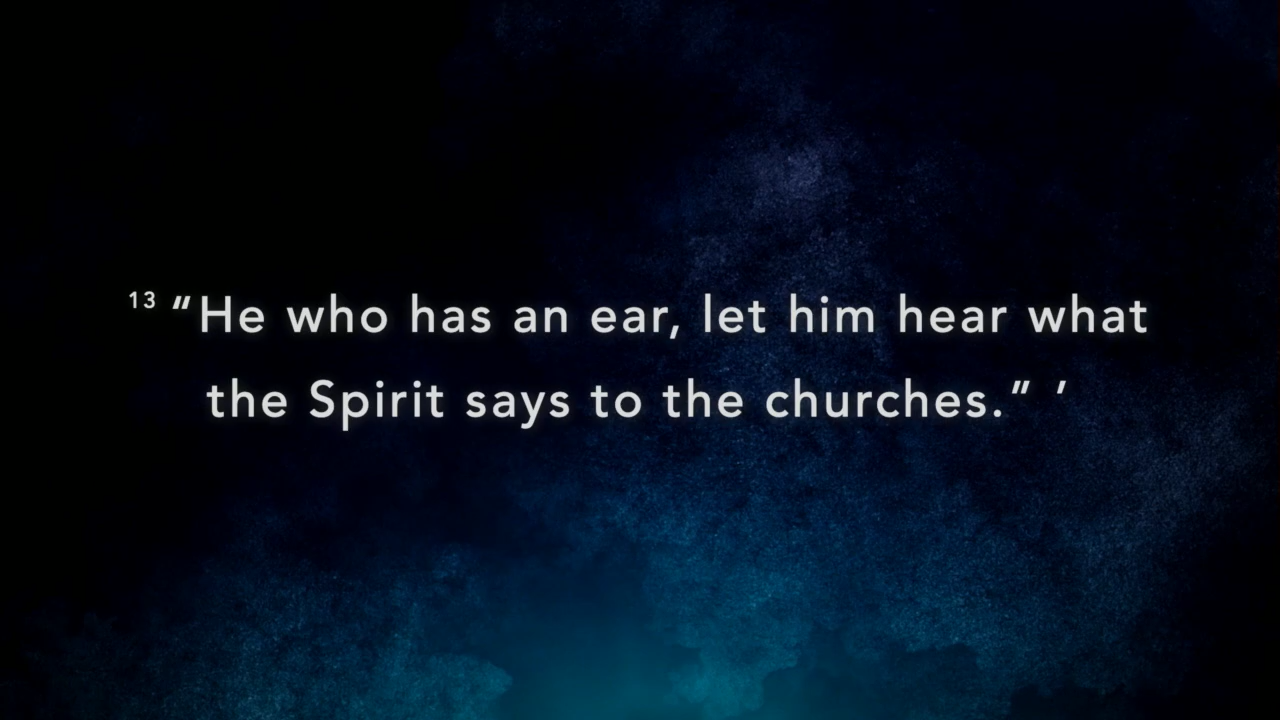 ¹³ “He who has an ear, let him hear what
the Spirit says to the churches.” ’